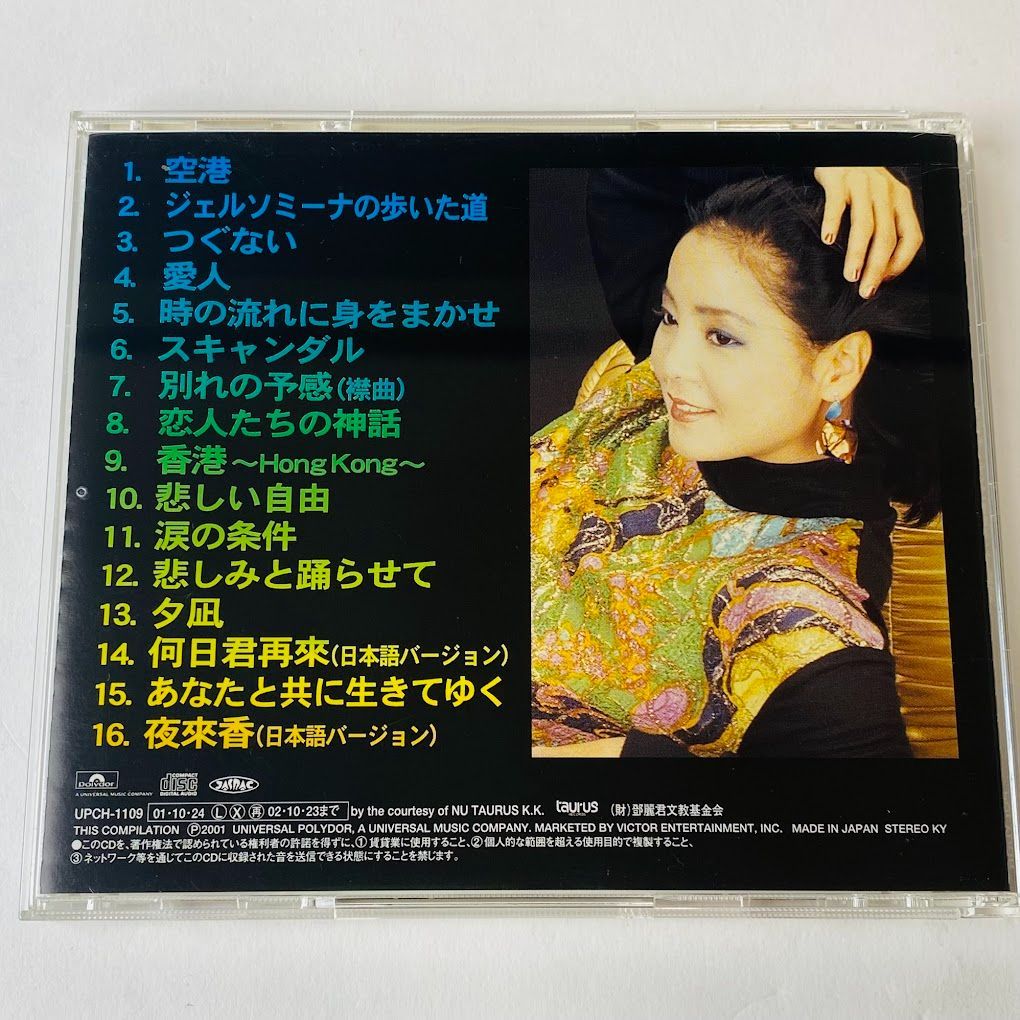 1. 空港
2. ジェルソミーナの歩いた道
3. つぐない
4. 愛人
5. 時の流れに身をまかせ
6. スキャンダル
7. 別れの予感(襟曲)
8. 恋人たちの神話
9. 香港～Hong Kong～
10. 悲しい自由
11. 涙の条件
12. 悲しみと踊らせて
13. 夕凪
14. 何日君再來(日本語バージョン)
15. あなたと共に生きてゆく
16. 夜來香(日本語バージョン)
Polydor
A UNIVERSAL MUSIC COMPANY
COMPACT disc DIGITAL AUDIO
JASRAC
UPCH-1109 01・10・24 Ⓛ Ⓧ 再 02・10・23まで by the courtesy of NU TAURUS K.K. taurus (財)鄧麗君文教基金会
THIS COMPILATION Ⓟ2001 UNIVERSAL POLYDOR, A UNIVERSAL MUSIC COMPANY. MARKETED BY VICTOR ENTERTAINMENT, INC. MADE IN JAPAN STEREO KY
●このCDを、著作権法で認められている権利者の許諾を得ずに、① 賃貸業に使用すること、② 個人的な範囲を超える使用目的で複製すること、
③ ネットワーク等を通じてこのCDに収録された音を送信できる状態にすることを禁じます。